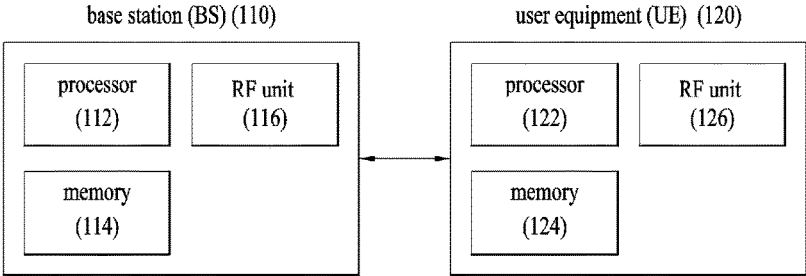 base station (BS) (110)
user equipment (UE) (120)
processor
(112)
RF unit
(116)
memory
(114)
processor
(122)
RF unit
(126)
memory
(124)